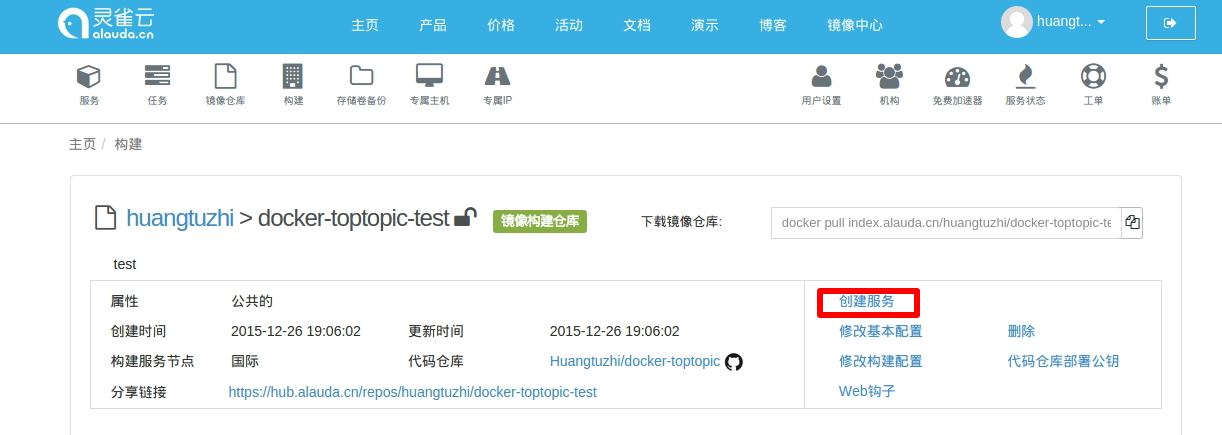 灵雀云
alauda.cn
主页 产品 价格 活动 文档 演示 博客 镜像中心 huangt...
服务 任务 镜像仓库 构建 存储卷备份 专属主机 专属IP 用户设置 机构 免费加速器 服务状态 工单 账单
主页 / 构建
huangtuzhi > docker-toptopic-test 镜像构建仓库 下载镜像仓库: docker pull index.alauda.cn/huangtuzhi/docker-toptopic-te
test
属性 公共的 创建服务
创建时间 2015-12-26 19:06:02 更新时间 2015-12-26 19:06:02 修改基本配置 删除
构建服务节点 国际 代码仓库 Huangtuzhi/docker-toptopic 修改构建配置 代码仓库部署公钥
分享链接 https://hub.alauda.cn/repos/huangtuzhi/docker-toptopic-test Web钩子